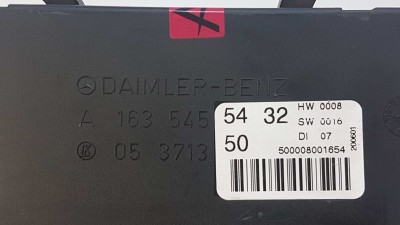 DAIMLER-BENZ
A 163 545 54 32
05 3713 50
HW 0008
SW 0016
DI 07
500008001654
200601